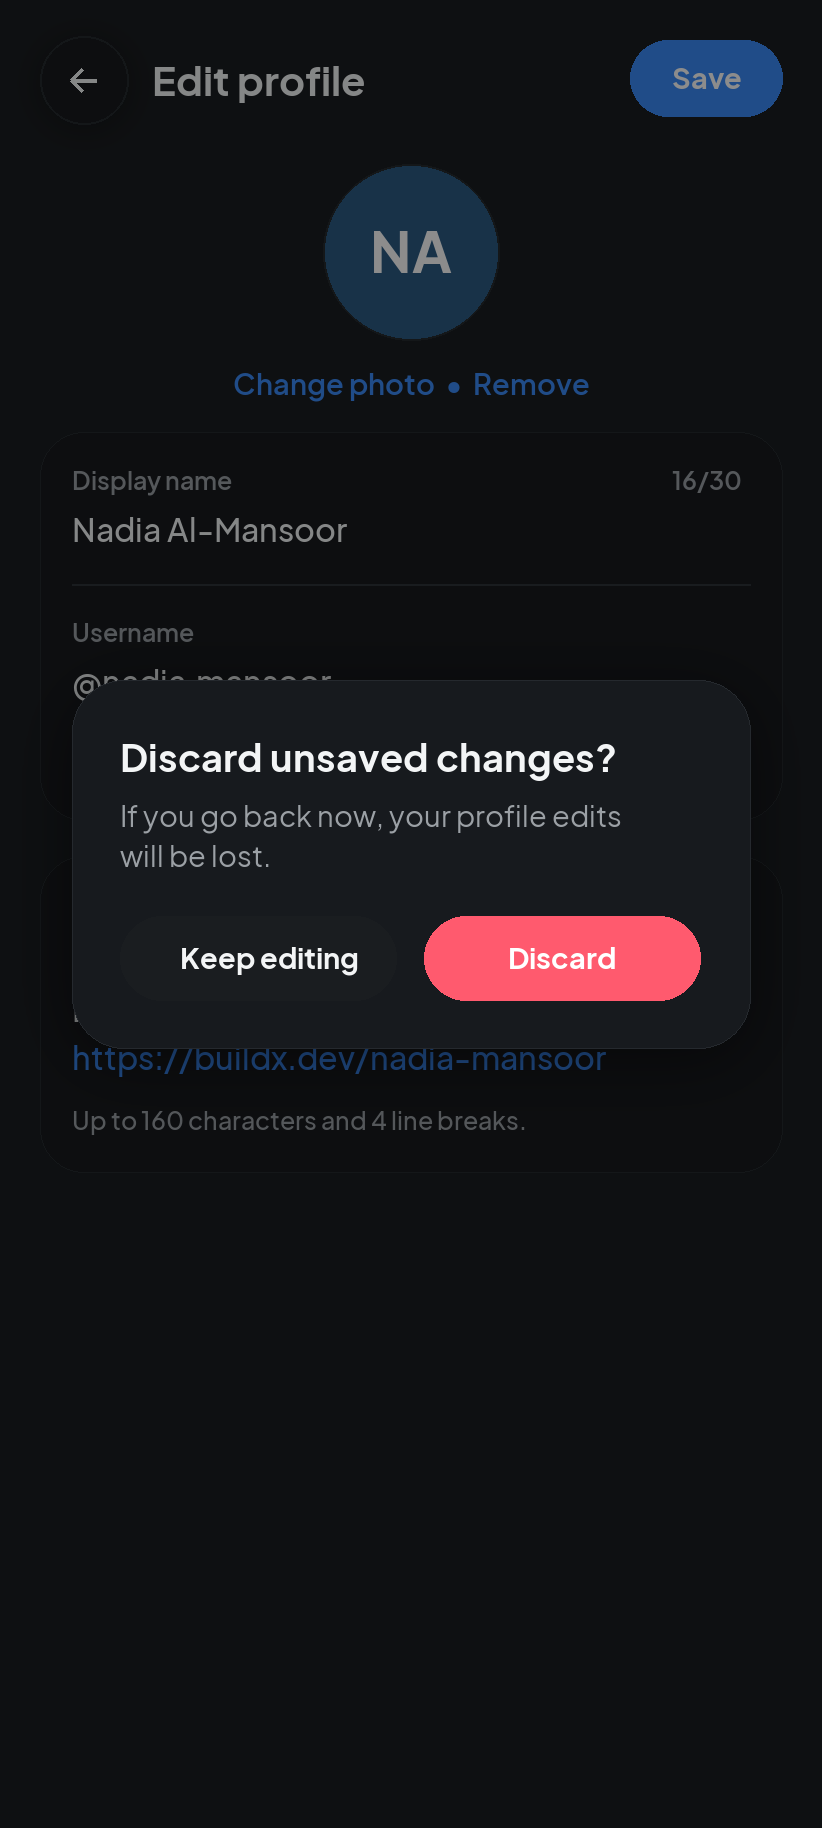 Edit profile
Save
NA
Change photo • Remove
Display name 16/30
Nadia Al-Mansoor
Username
Discard unsaved changes?
If you go back now, your profile edits
will be lost.
Keep editing Discard
https://buildx.dev/nadia-mansoor
Up to 160 characters and 4 line breaks.